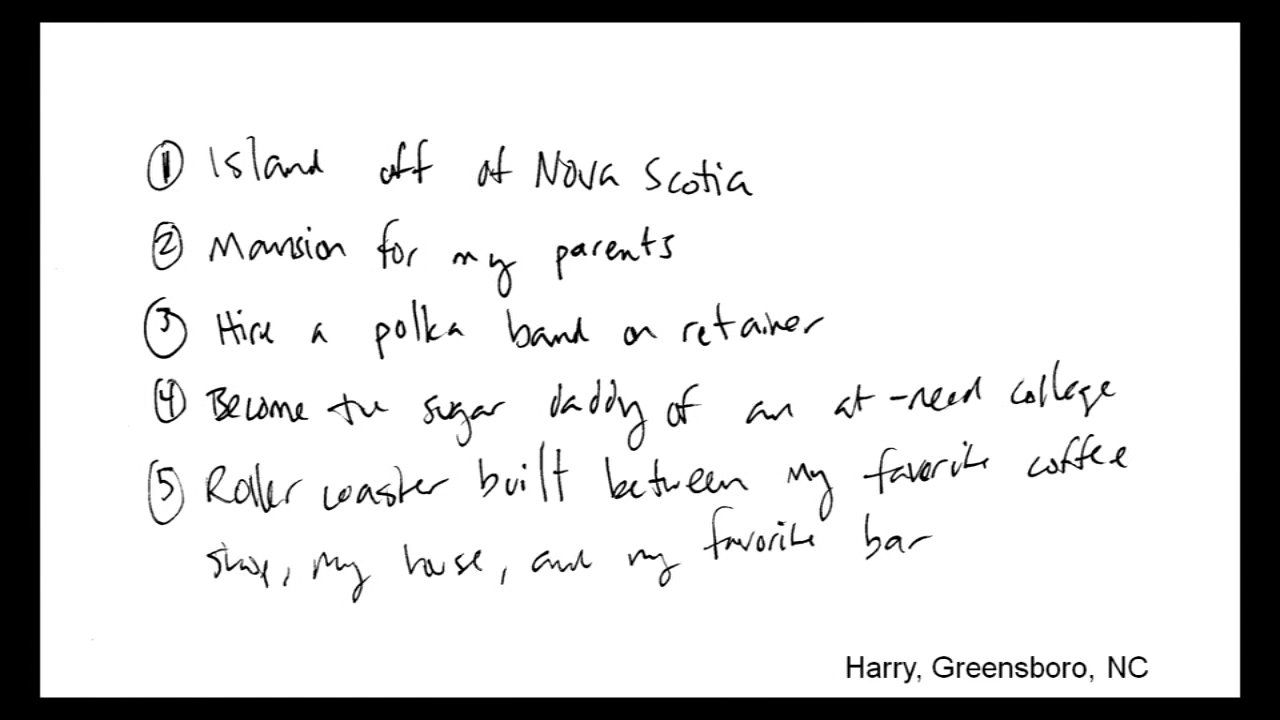 ① Island off of Nova Scotia
② Mansion for my parents
③ Hire a polka band on retainer
④ Become the sugar daddy of an at-need college
⑤ Roller coaster built between my favorite coffee
shop, my house, and my favorite bar
Harry, Greensboro, NC